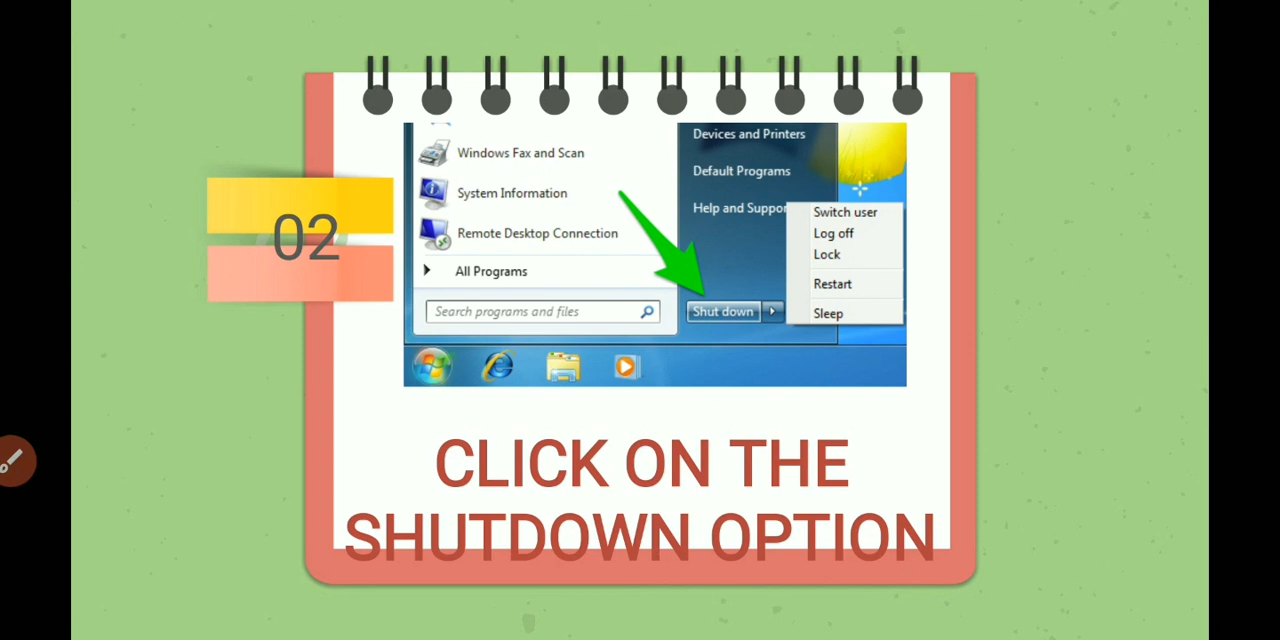 02
Windows Fax and Scan
System Information
Remote Desktop Connection
All Programs
Search programs and files
Devices and Printers
Default Programs
Help and Suppor
Shut down
Switch user
Log off
Lock
Restart
Sleep
CLICK ON THE
SHUTDOWN OPTION